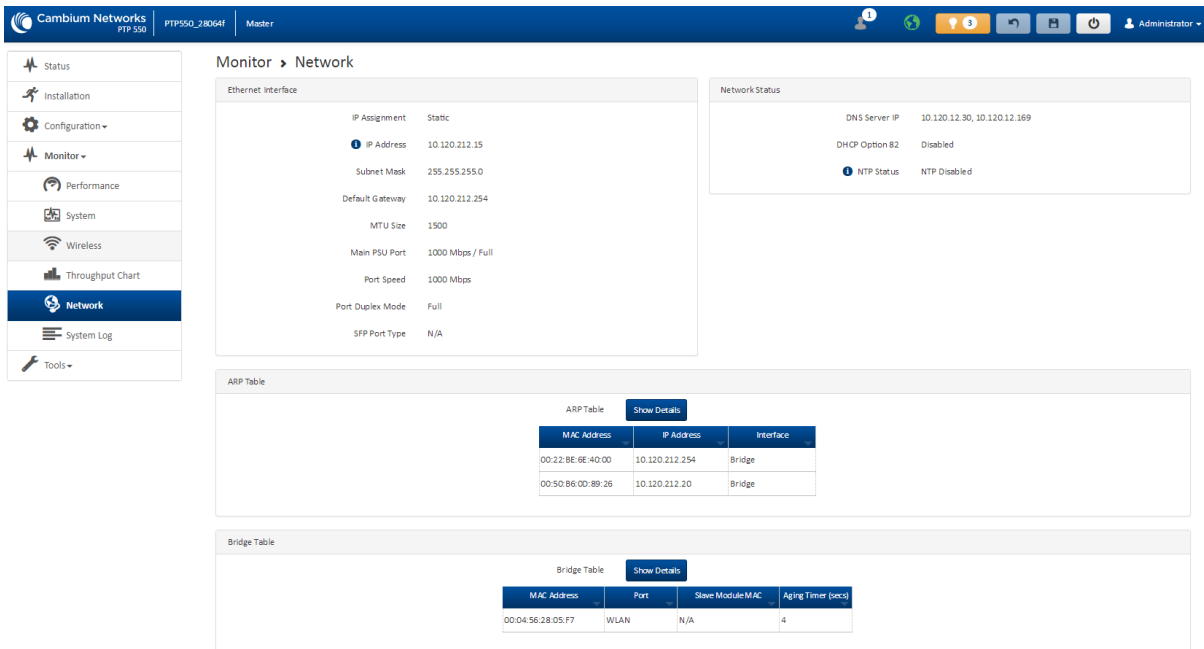 Cambium Networks
PTP 550
PTP550_28064f
Master
1
3
Administrator
Status
Installation
Configuration
Monitor
Performance
System
Wireless
Throughput Chart
Network
System Log
Tools
Monitor > Network
Ethernet Interface
IP Assignment Static
IP Address 10.120.212.15
Subnet Mask 255.255.255.0
Default Gateway 10.120.212.254
MTU Size 1500
Main PSU Port 1000 Mbps / Full
Port Speed 1000 Mbps
Port Duplex Mode Full
SFP Port Type N/A
Network Status
DNS Server IP 10.120.12.30, 10.120.12.169
DHCP Option 82 Disabled
NTP Status NTP Disabled
ARP Table
ARP Table Show Details
MAC Address IP Address Interface
00:22:BE:6E:40:00 10.120.212.254 Bridge
00:50:B6:0D:89:26 10.120.212.20 Bridge
Bridge Table
Bridge Table Show Details
MAC Address Port Slave Module MAC Aging Timer (secs)
00:04:56:28:05:F7 WLAN N/A 4